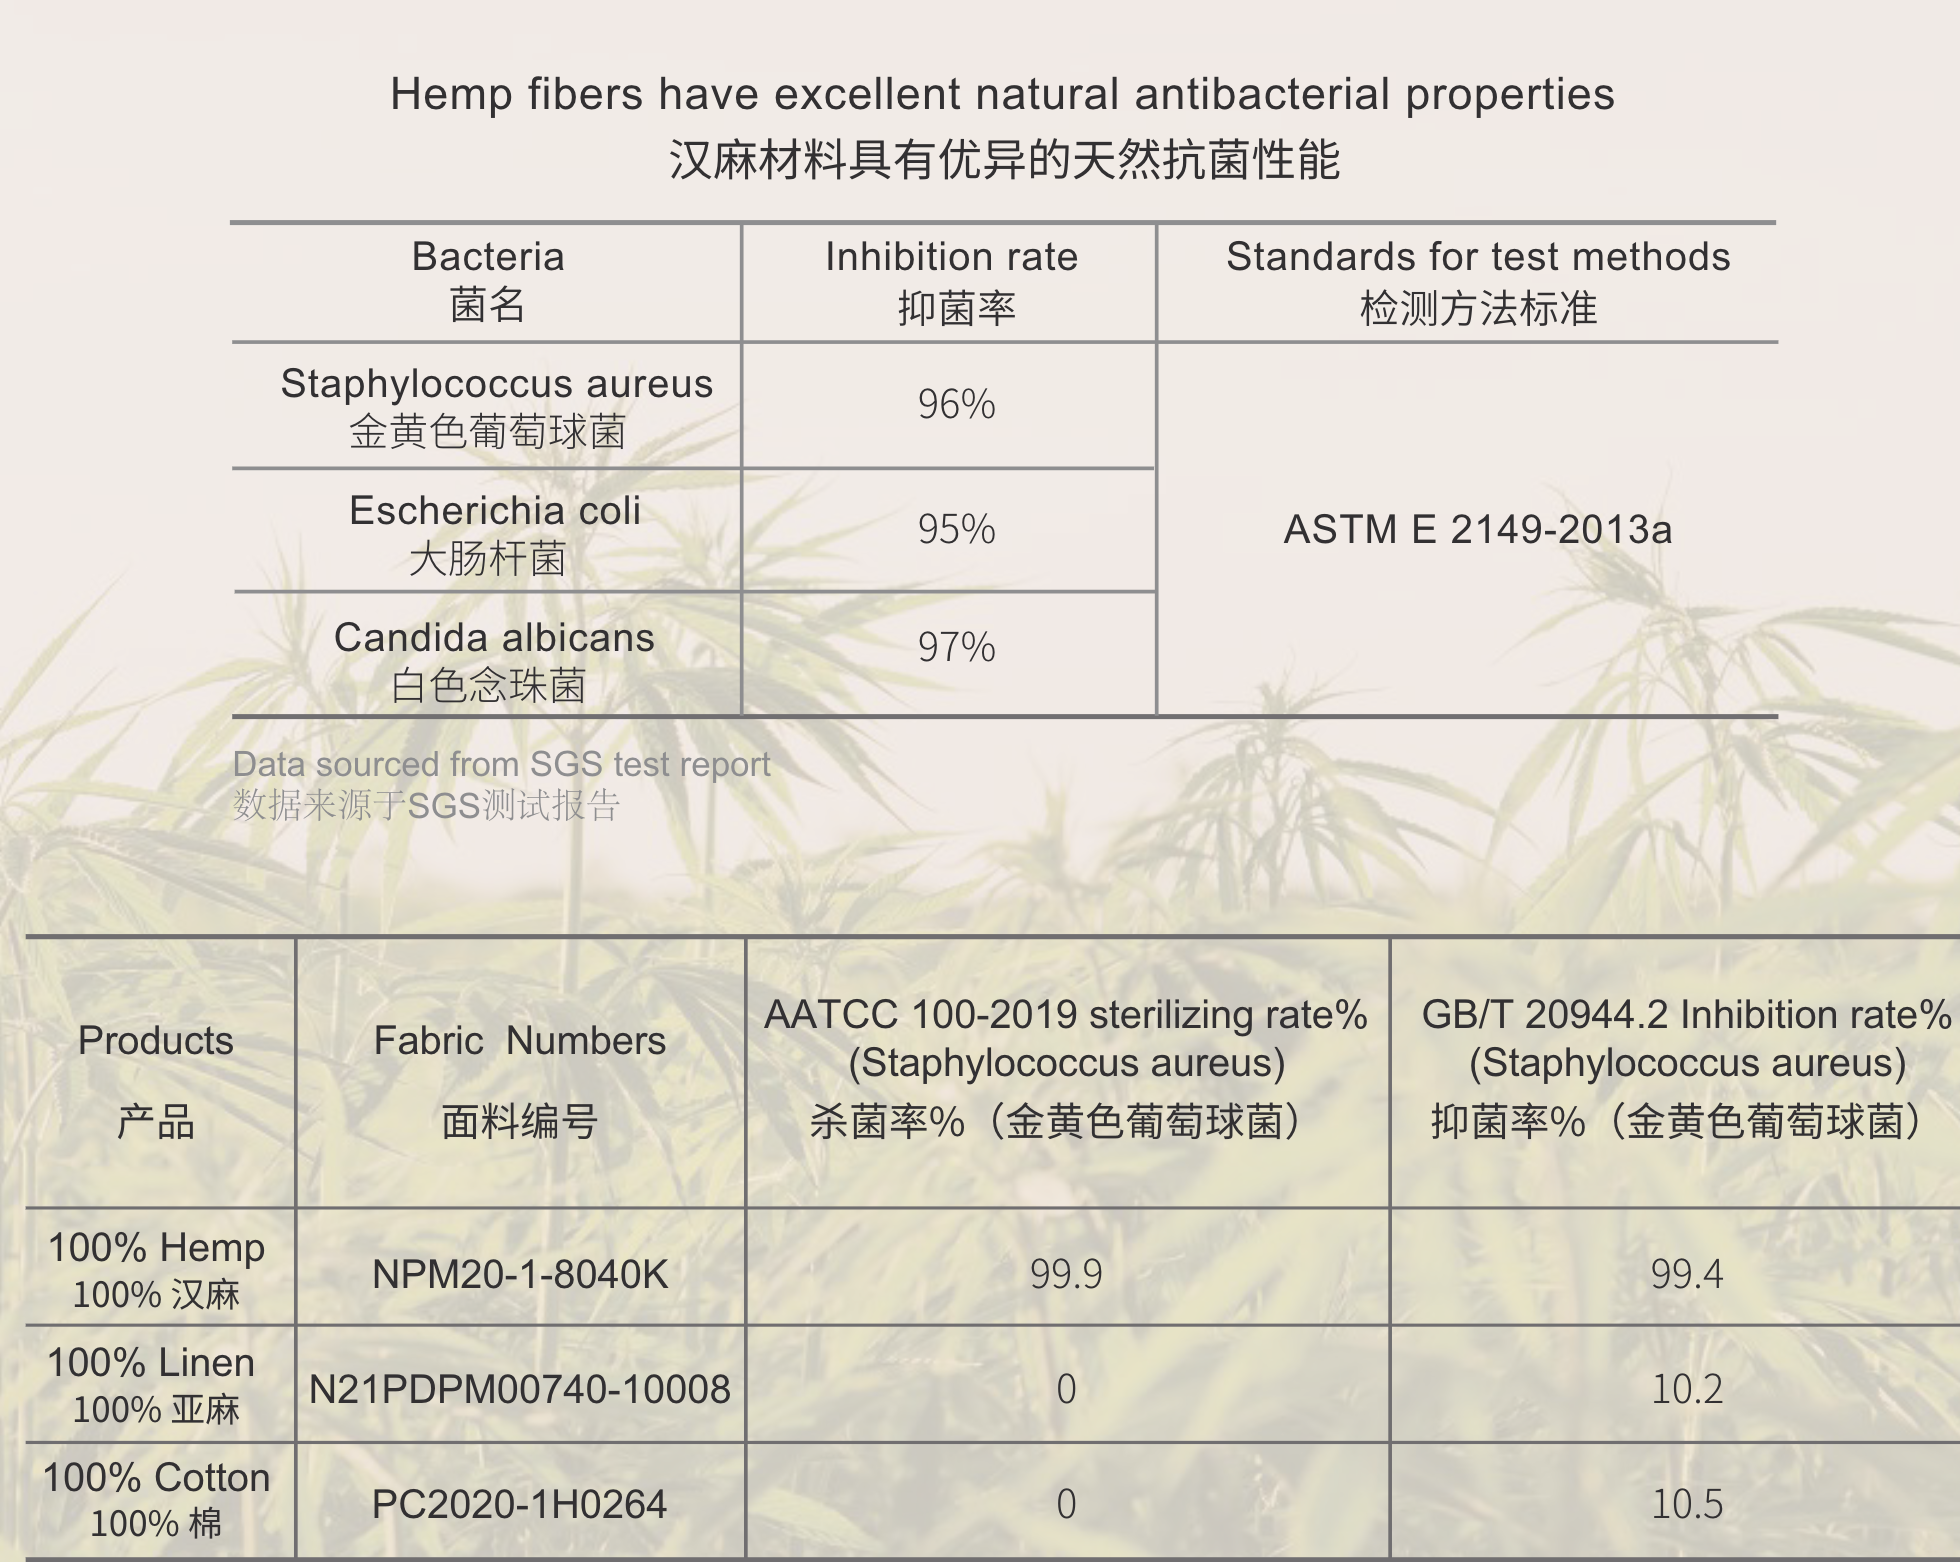 Hemp fibers have excellent natural antibacterial properties
汉麻材料具有优异的天然抗菌性能
Bacteria
菌名
Inhibition rate
抑菌率
Standards for test methods
检测方法标准
Staphylococcus aureus
金黄色葡萄球菌
96%
Escherichia coli
大肠杆菌
95%
ASTM E 2149-2013a
Candida albicans
白色念珠菌
97%
Data sourced from SGS test report
数据来源于SGS测试报告
Products
产品
Fabric Numbers
面料编号
AATCC 100-2019 sterilizing rate%
(Staphylococcus aureus)
杀菌率%（金黄色葡萄球菌）
GB/T 20944.2 Inhibition rate%
(Staphylococcus aureus)
抑菌率%（金黄色葡萄球菌）
100% Hemp
100% 汉麻
NPM20-1-8040K
99.9
99.4
100% Linen
100% 亚麻
N21PDPM00740-10008
0
10.2
100% Cotton
100% 棉
PC2020-1H0264
0
10.5